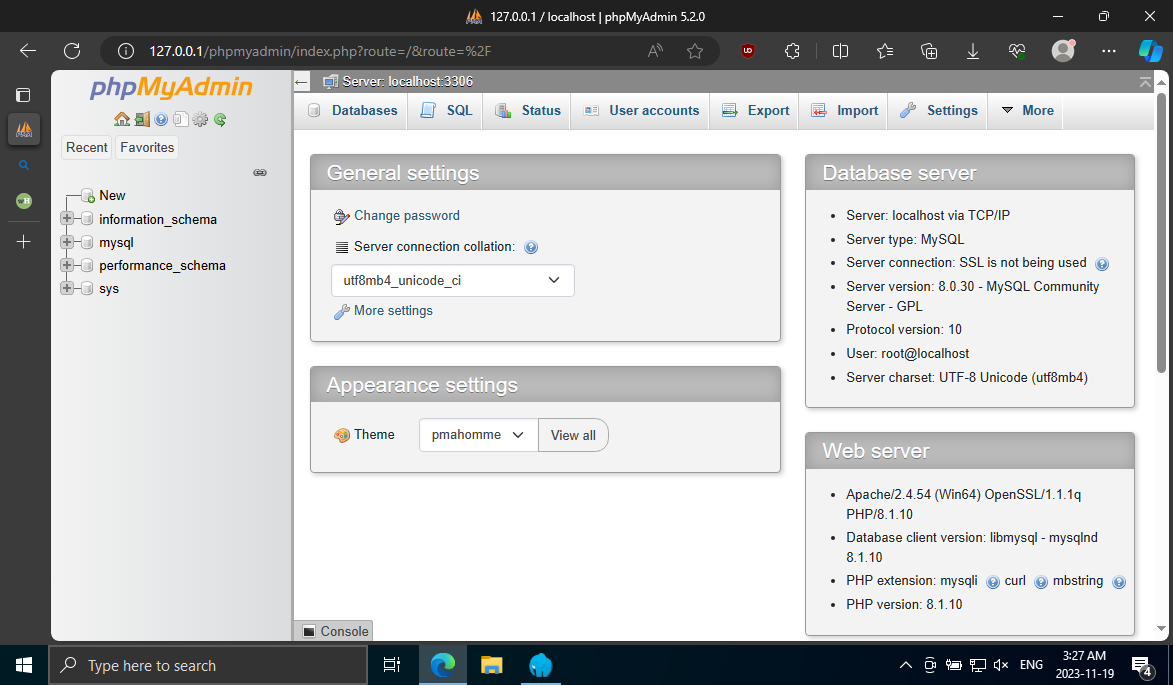 127.0.0.1 / localhost | phpMyAdmin 5.2.0
127.0.0.1/phpmyadmin/index.php?route=/&route=%2F
phpMyAdmin
Recent
Favorites
New
information_schema
mysql
performance_schema
sys
Server: localhost:3306
Databases
SQL
Status
User accounts
Export
Import
Settings
More
General settings
Change password
Server connection collation:
utf8mb4_unicode_ci
More settings
Appearance settings
Theme
pmahomme
View all
Database server
Server: localhost via TCP/IP
Server type: MySQL
Server connection: SSL is not being used
Server version: 8.0.30 - MySQL Community
Server - GPL
Protocol version: 10
User: root@localhost
Server charset: UTF-8 Unicode (utf8mb4)
Web server
Apache/2.4.54 (Win64) OpenSSL/1.1.1q
PHP/8.1.10
Database client version: libmysql - mysqlnd
8.1.10
PHP extension: mysqli curl mbstring
PHP version: 8.1.10
Console
Type here to search
ENG
3:27 AM
2023-11-19
4